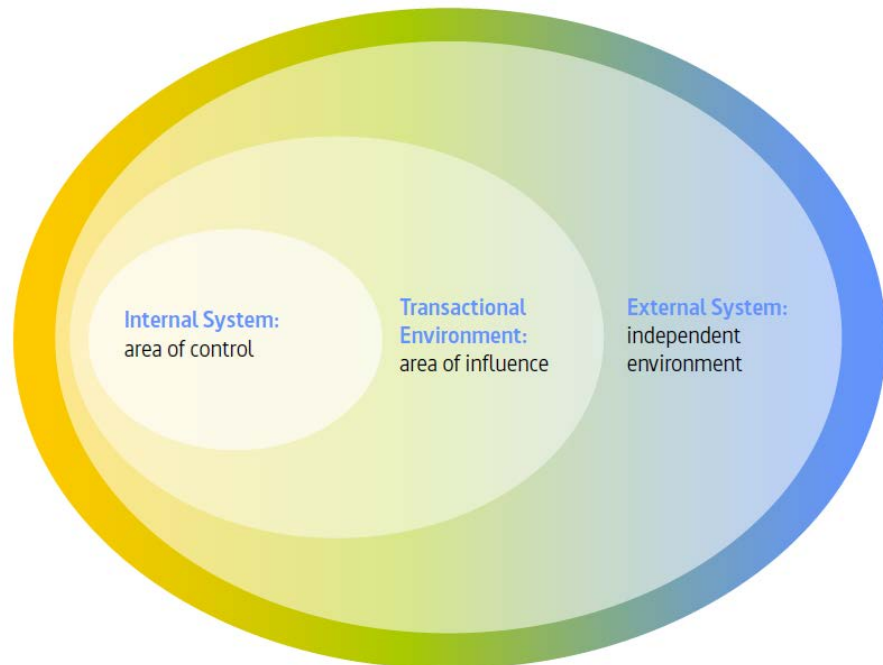 Internal System:
area of control
Transactional
Environment:
area of influence
External System:
independent
environment